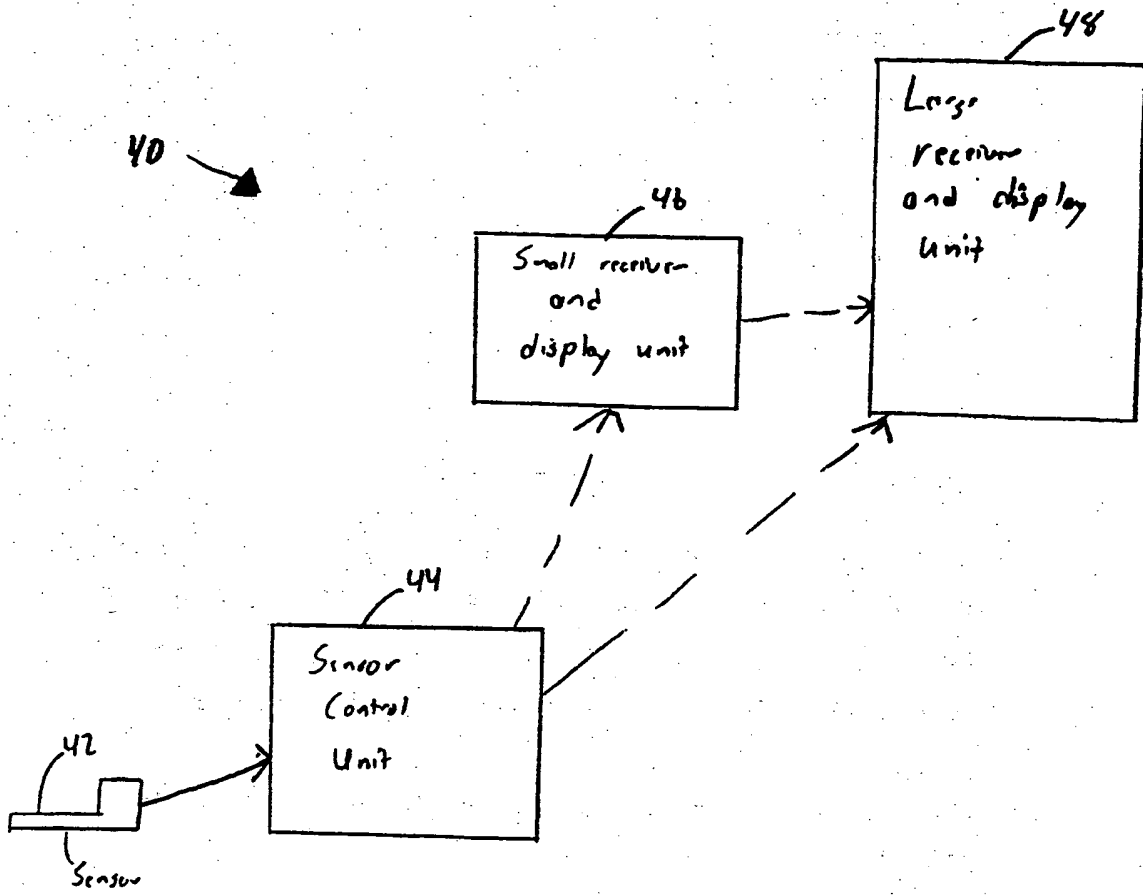 48
Large
receiver
and display
unit
40
46
Small receiver
and
display unit
44
Sensor
Control
Unit
42
Sensor